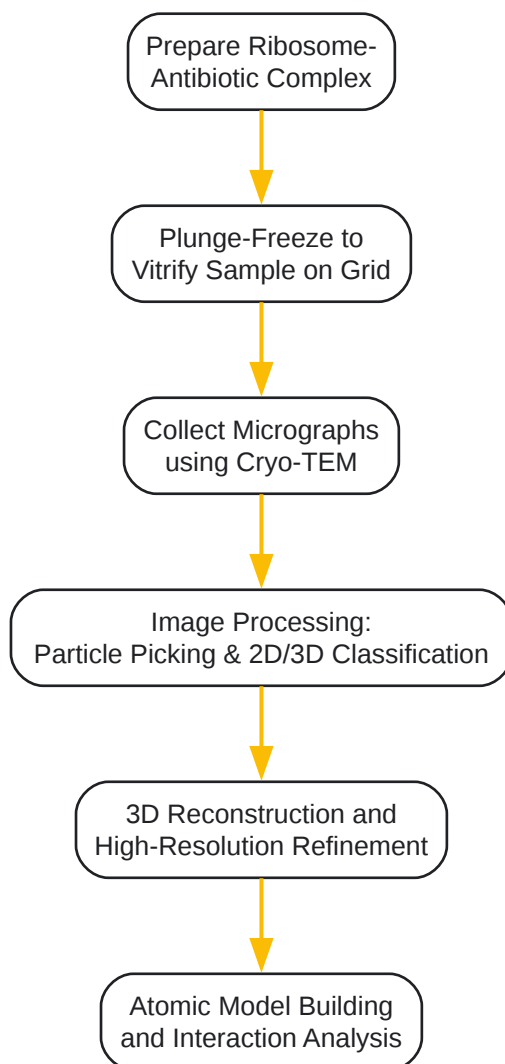 Prepare Ribosome-
Antibiotic Complex
Plunge-Freeze to
Vitrify Sample on Grid
Collect Micrographs
using Cryo-TEM
Image Processing:
Particle Picking & 2D/3D Classification
3D Reconstruction and
High-Resolution Refinement
Atomic Model Building
and Interaction Analysis